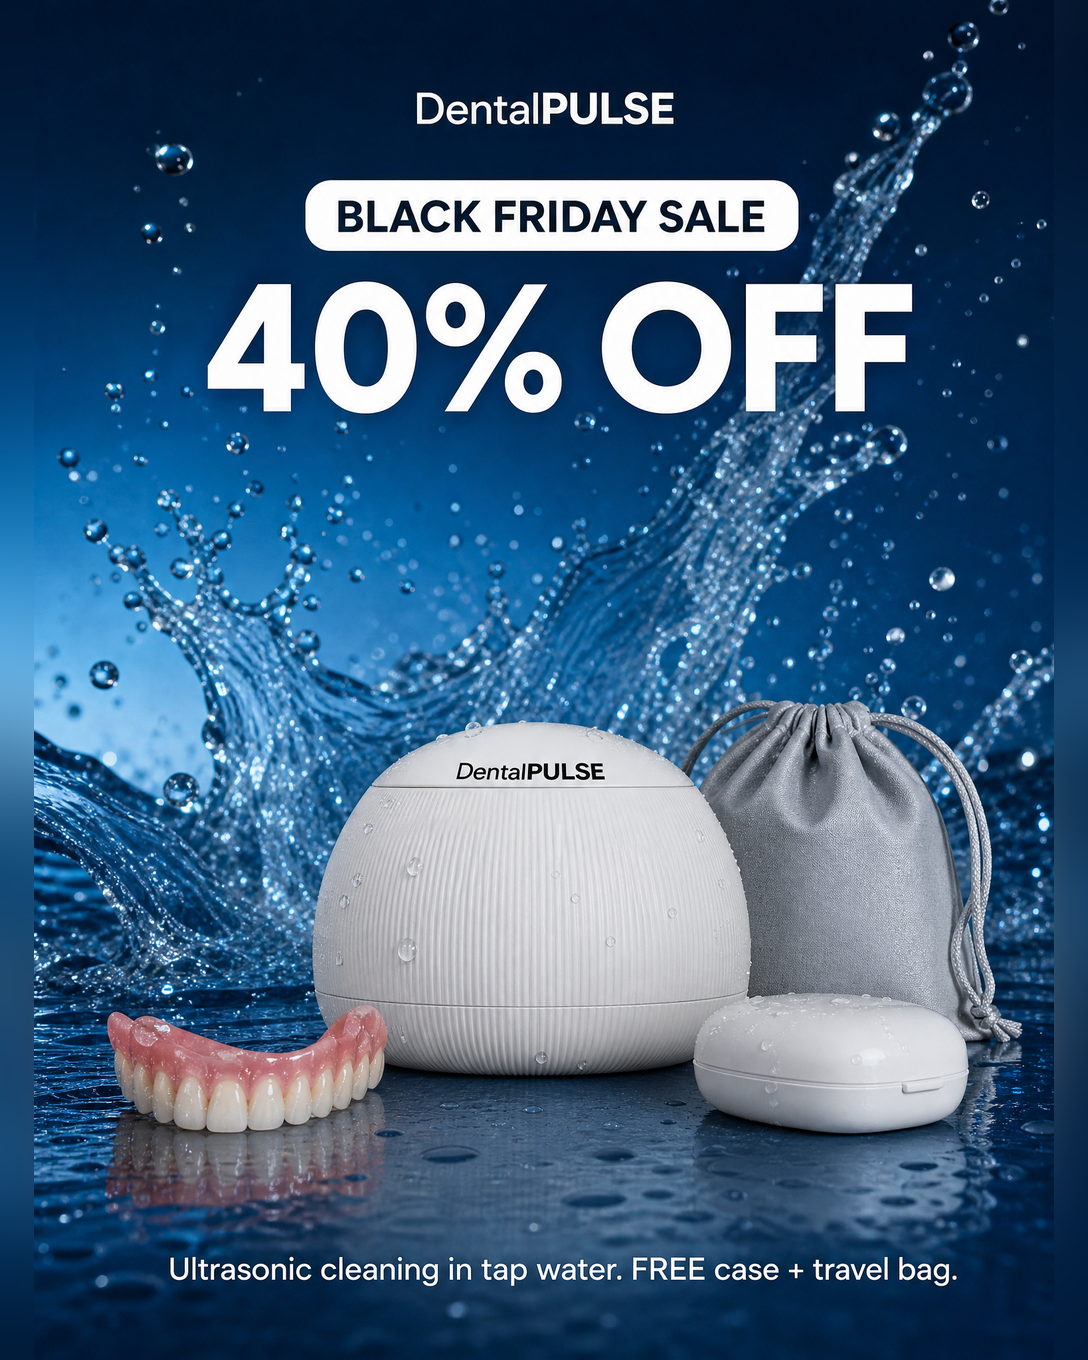 DentalPULSE
BLACK FRIDAY SALE
40% OFF
DentalPULSE
Ultrasonic cleaning in tap water. FREE case + travel bag.